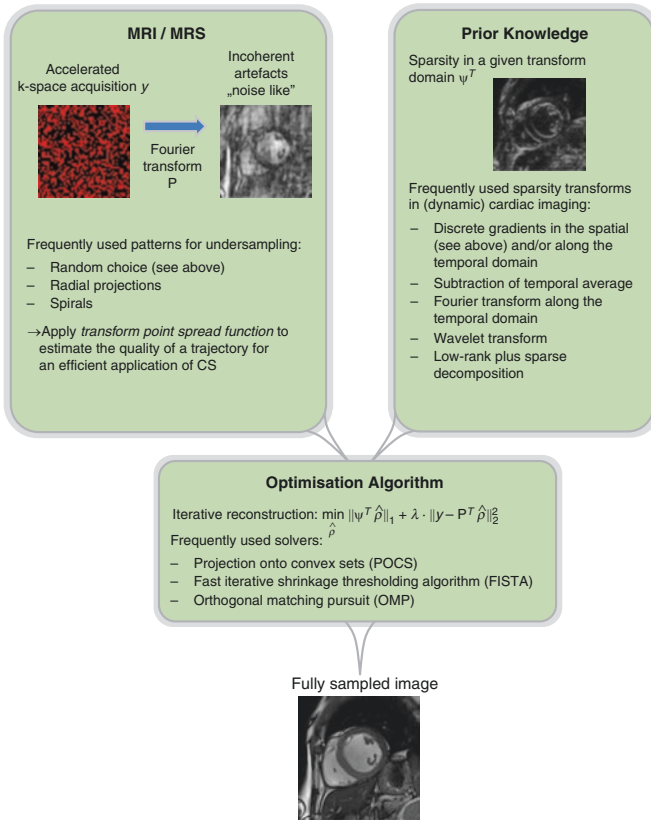 MRI / MRS
Accelerated
k-space acquisition y
Incoherent
artefacts
„noise like”
Fourier
transform
P
Frequently used patterns for undersampling:
– Random choice (see above)
– Radial projections
– Spirals
→Apply transform point spread function to
estimate the quality of a trajectory for
an efficient application of CS
Prior Knowledge
Sparsity in a given transform
domain ψ^T
Frequently used sparsity transforms
in (dynamic) cardiac imaging:
– Discrete gradients in the spatial
(see above) and/or along the
temporal domain
– Subtraction of temporal average
– Fourier transform along the
temporal domain
– Wavelet transform
– Low-rank plus sparse
decomposition
Optimisation Algorithm
Iterative reconstruction: min_ρ̂ ||ψ^T ρ̂||_1 + λ · ||y – P^T ρ̂||_2^2
Frequently used solvers:
– Projection onto convex sets (POCS)
– Fast iterative shrinkage thresholding algorithm (FISTA)
– Orthogonal matching pursuit (OMP)
Fully sampled image